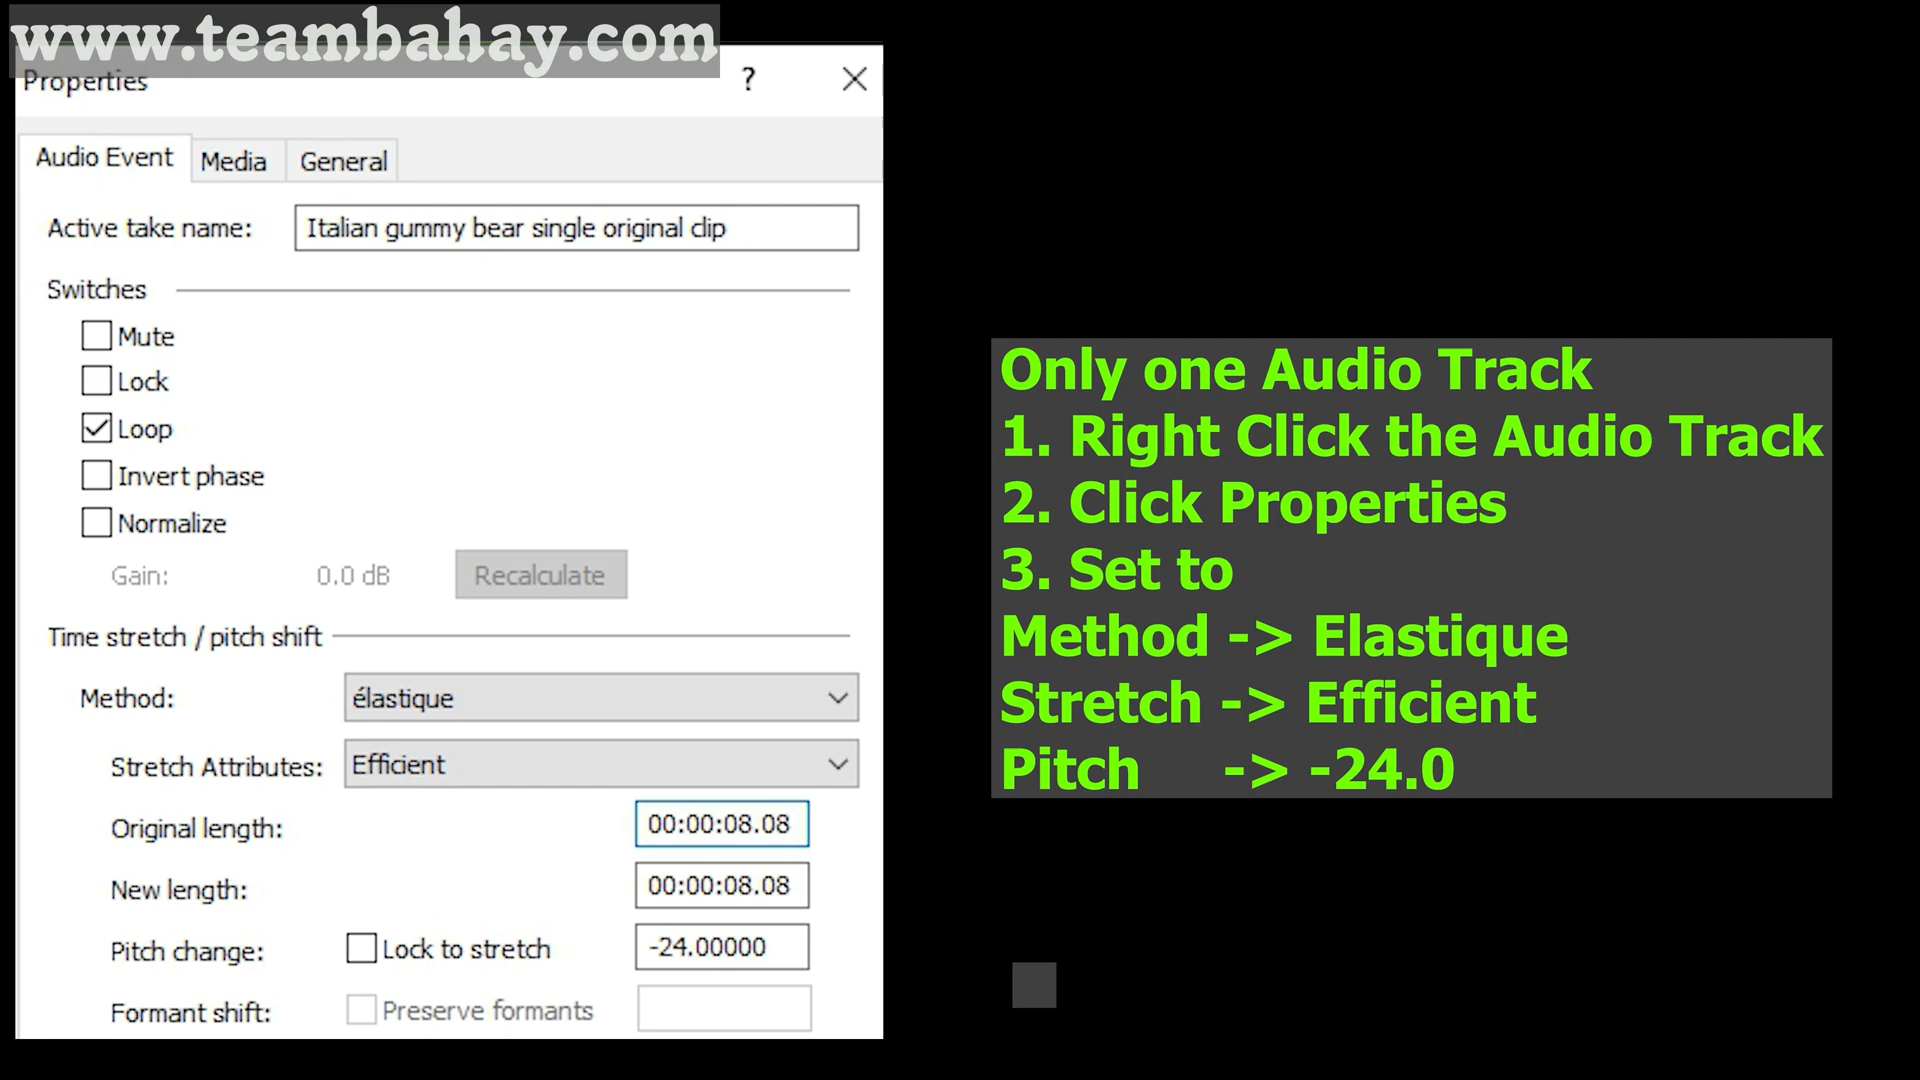 www.teambahay.com
Properties ?
Audio Event Media General
Active take name: Italian gummy bear single original clip
Switches
Mute
Lock
Loop
Invert phase
Normalize
Gain: 0.0 dB Recalculate
Time stretch / pitch shift
Method: élastique
Stretch Attributes: Efficient
Original length: 00:00:08.08
New length: 00:00:08.08
Pitch change: Lock to stretch -24.00000
Formant shift: Preserve formants
Only one Audio Track
1. Right Click the Audio Track
2. Click Properties
3. Set to
Method -> Elastique
Stretch -> Efficient
Pitch -> -24.0